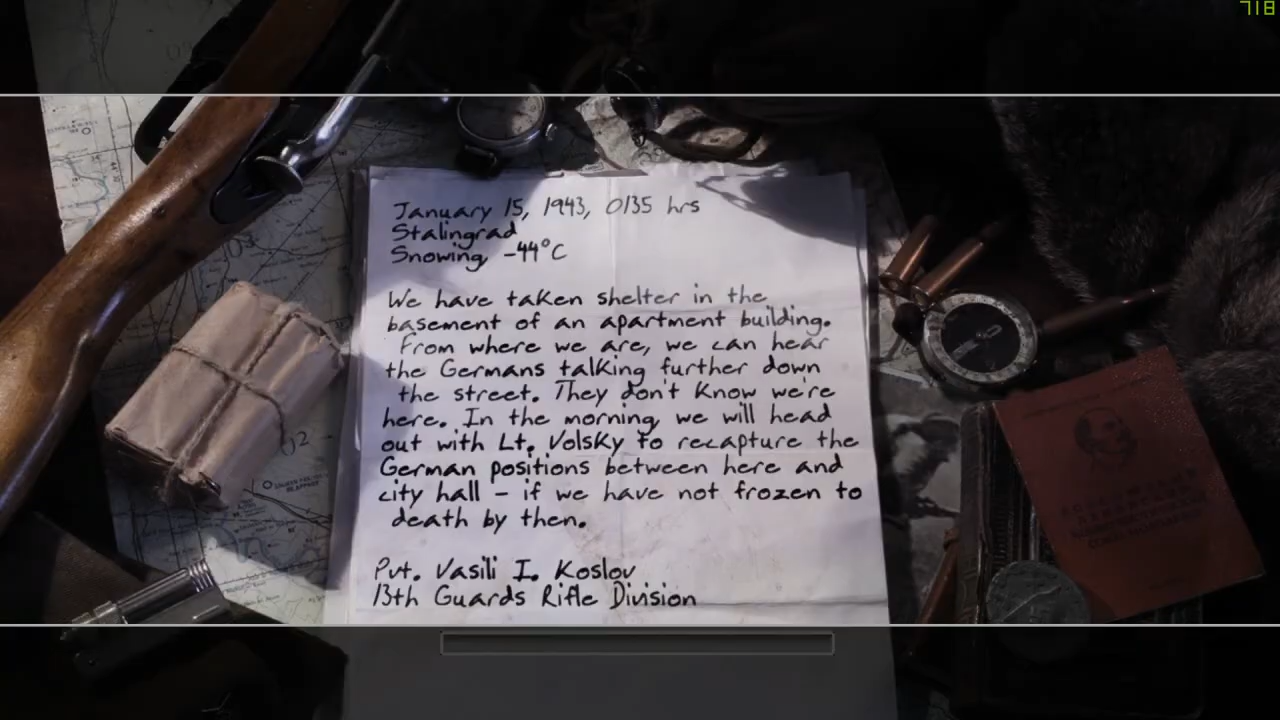 718
January 15, 1943, 0135 hrs
Stalingrad
Snowing, -44°C
We have taken shelter in the
basement of an apartment building.
From where we are, we can hear
the Germans talking further down
the street. They don't know we're
here. In the morning, we will head
out with Lt. Volsky to recapture the
German positions between here and
city hall – if we have not frozen to
death by then.
Pvt. Vasili I. Koslov
13th Guards Rifle Division